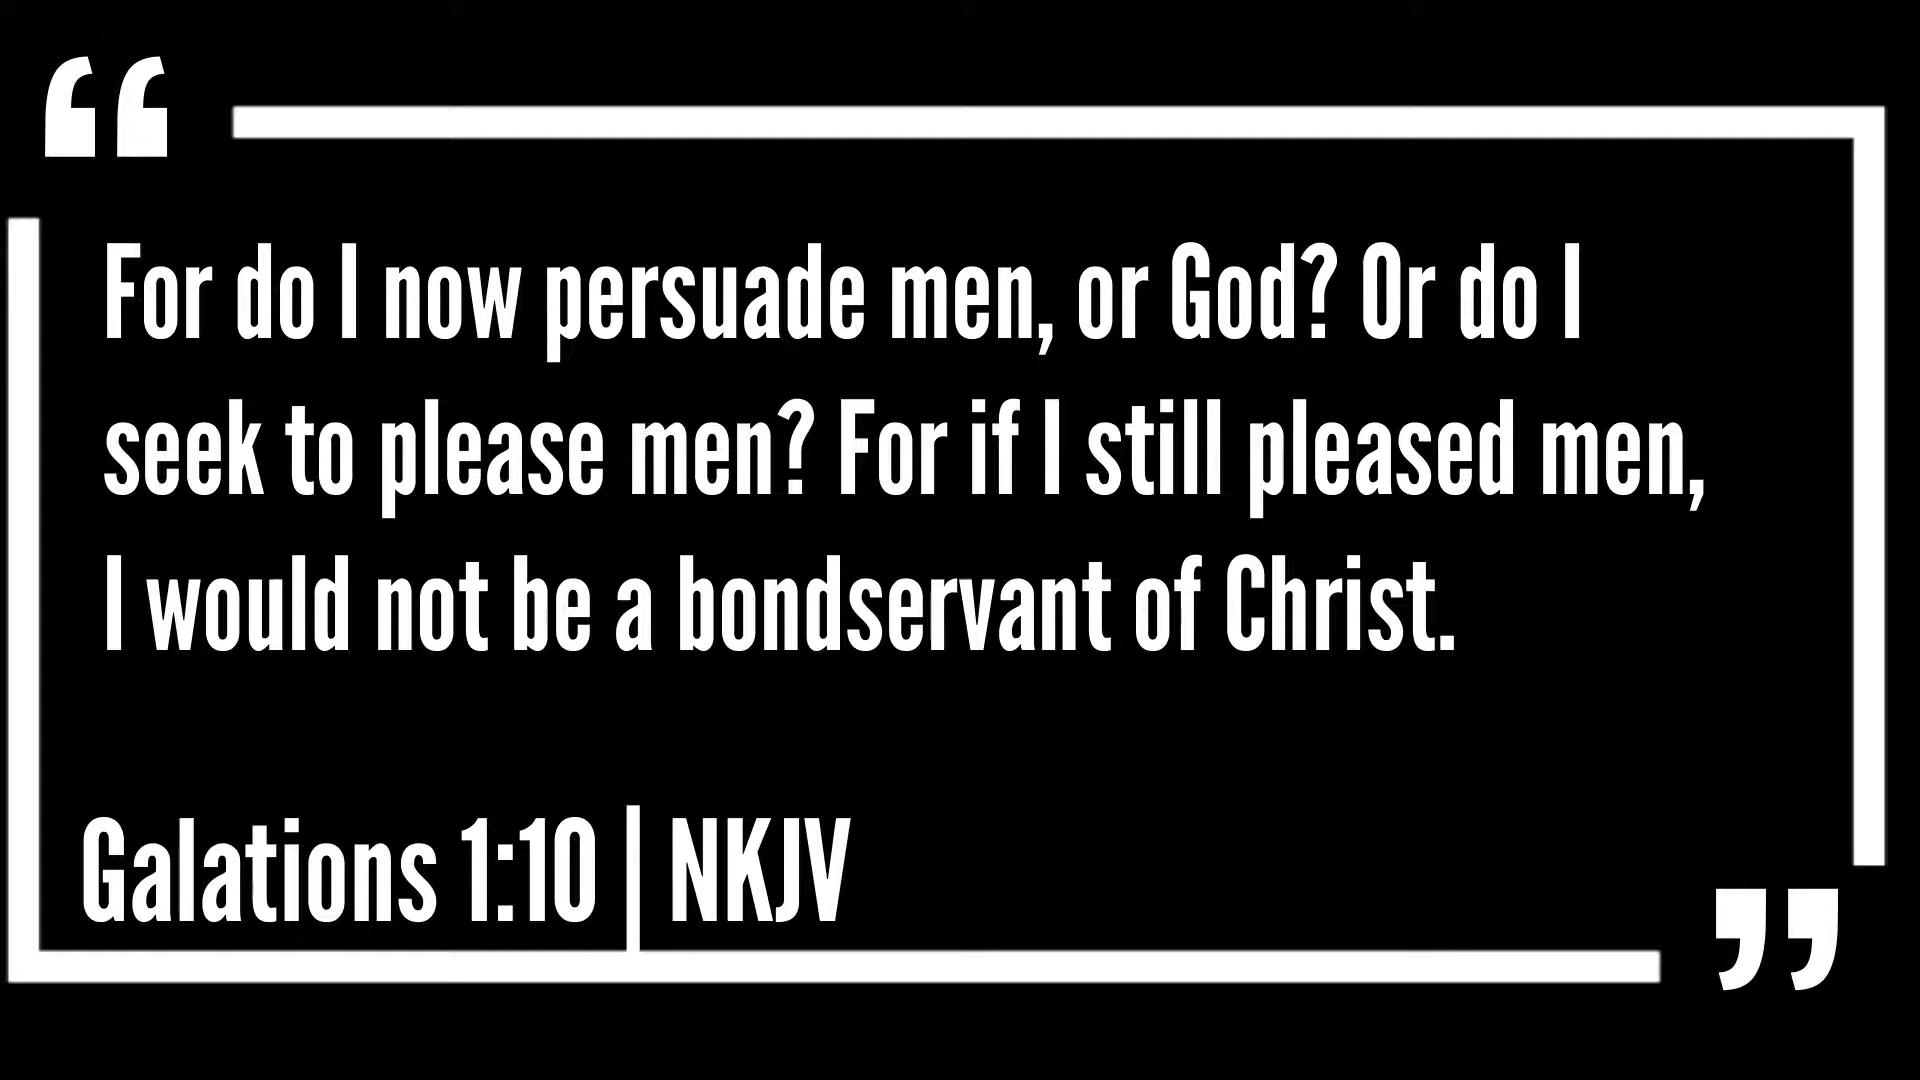 “
For do I now persuade men, or God? Or do I
seek to please men? For if I still pleased men,
I would not be a bondservant of Christ.
Galations 1:10 | NKJV
”